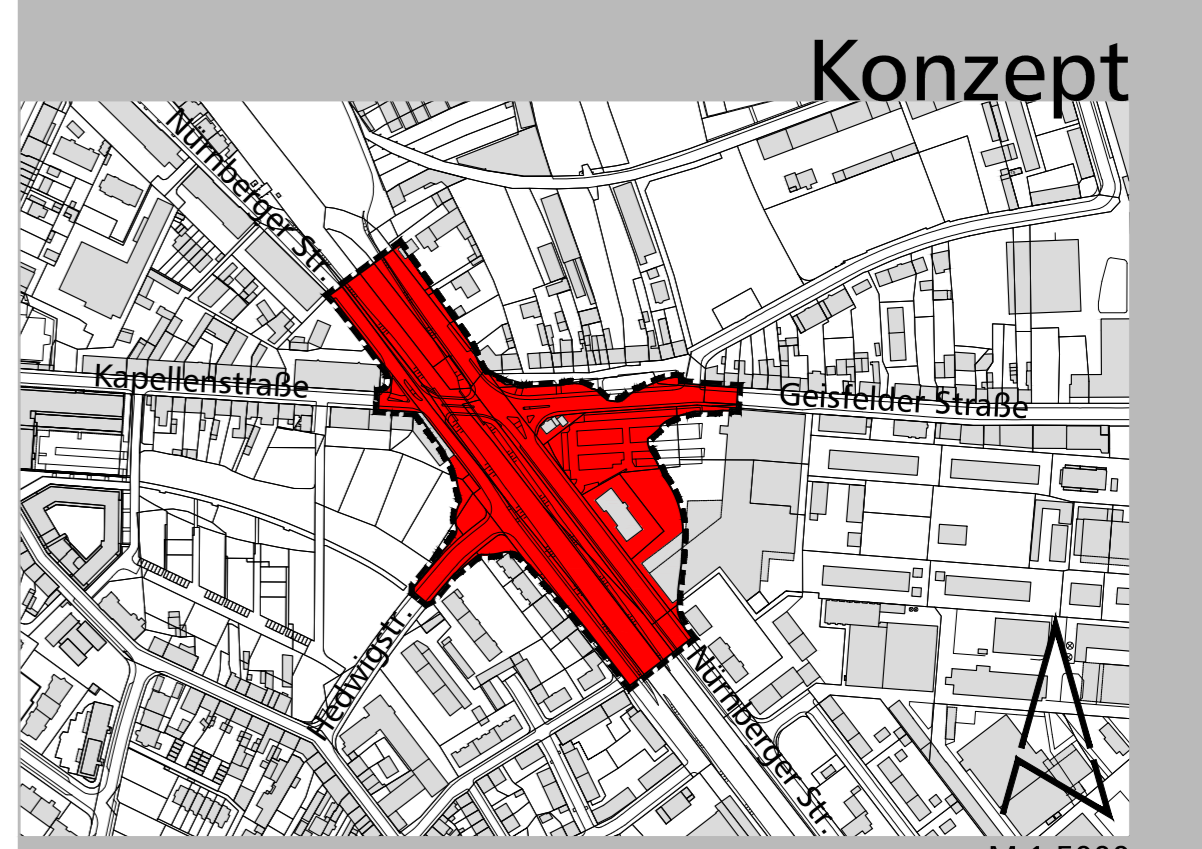 Konzept
Nürnberger Str.
Kapellenstraße
Geisfelder Straße
Hedwigstr.
Nürnberger Str.